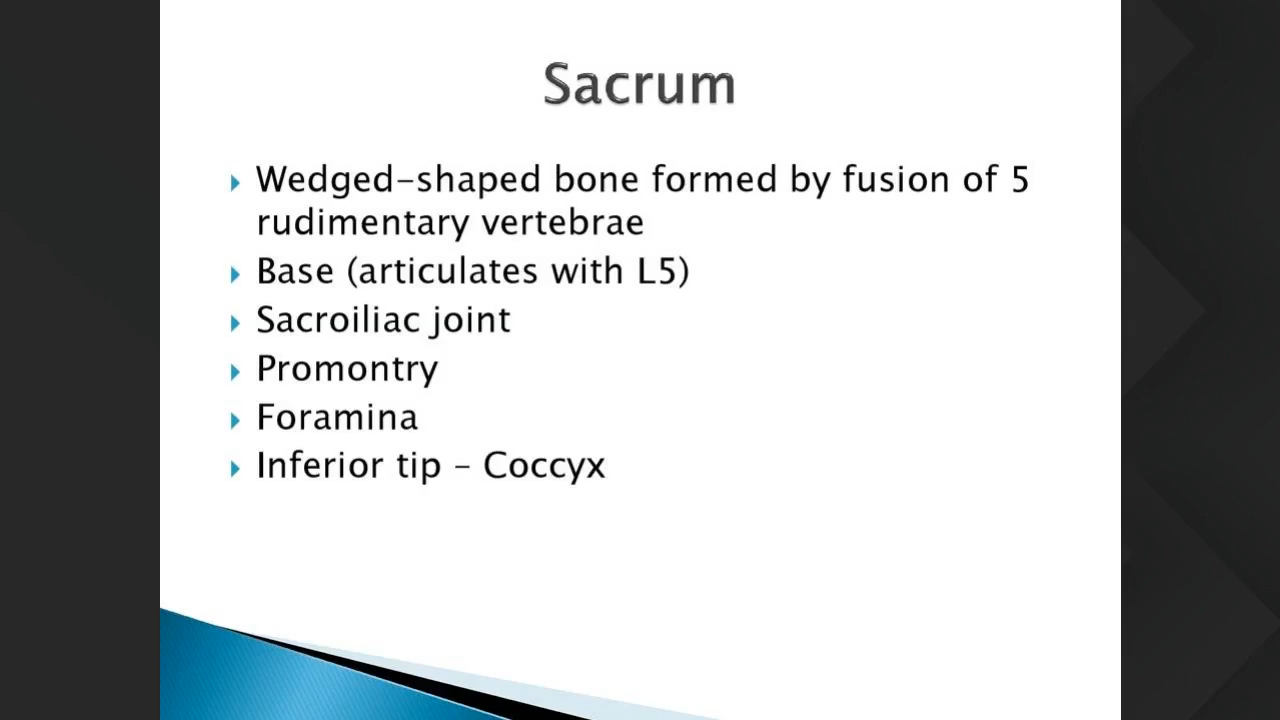 Sacrum
Wedged-shaped bone formed by fusion of 5
rudimentary vertebrae
Base (articulates with L5)
Sacroiliac joint
Promontry
Foramina
Inferior tip - Coccyx